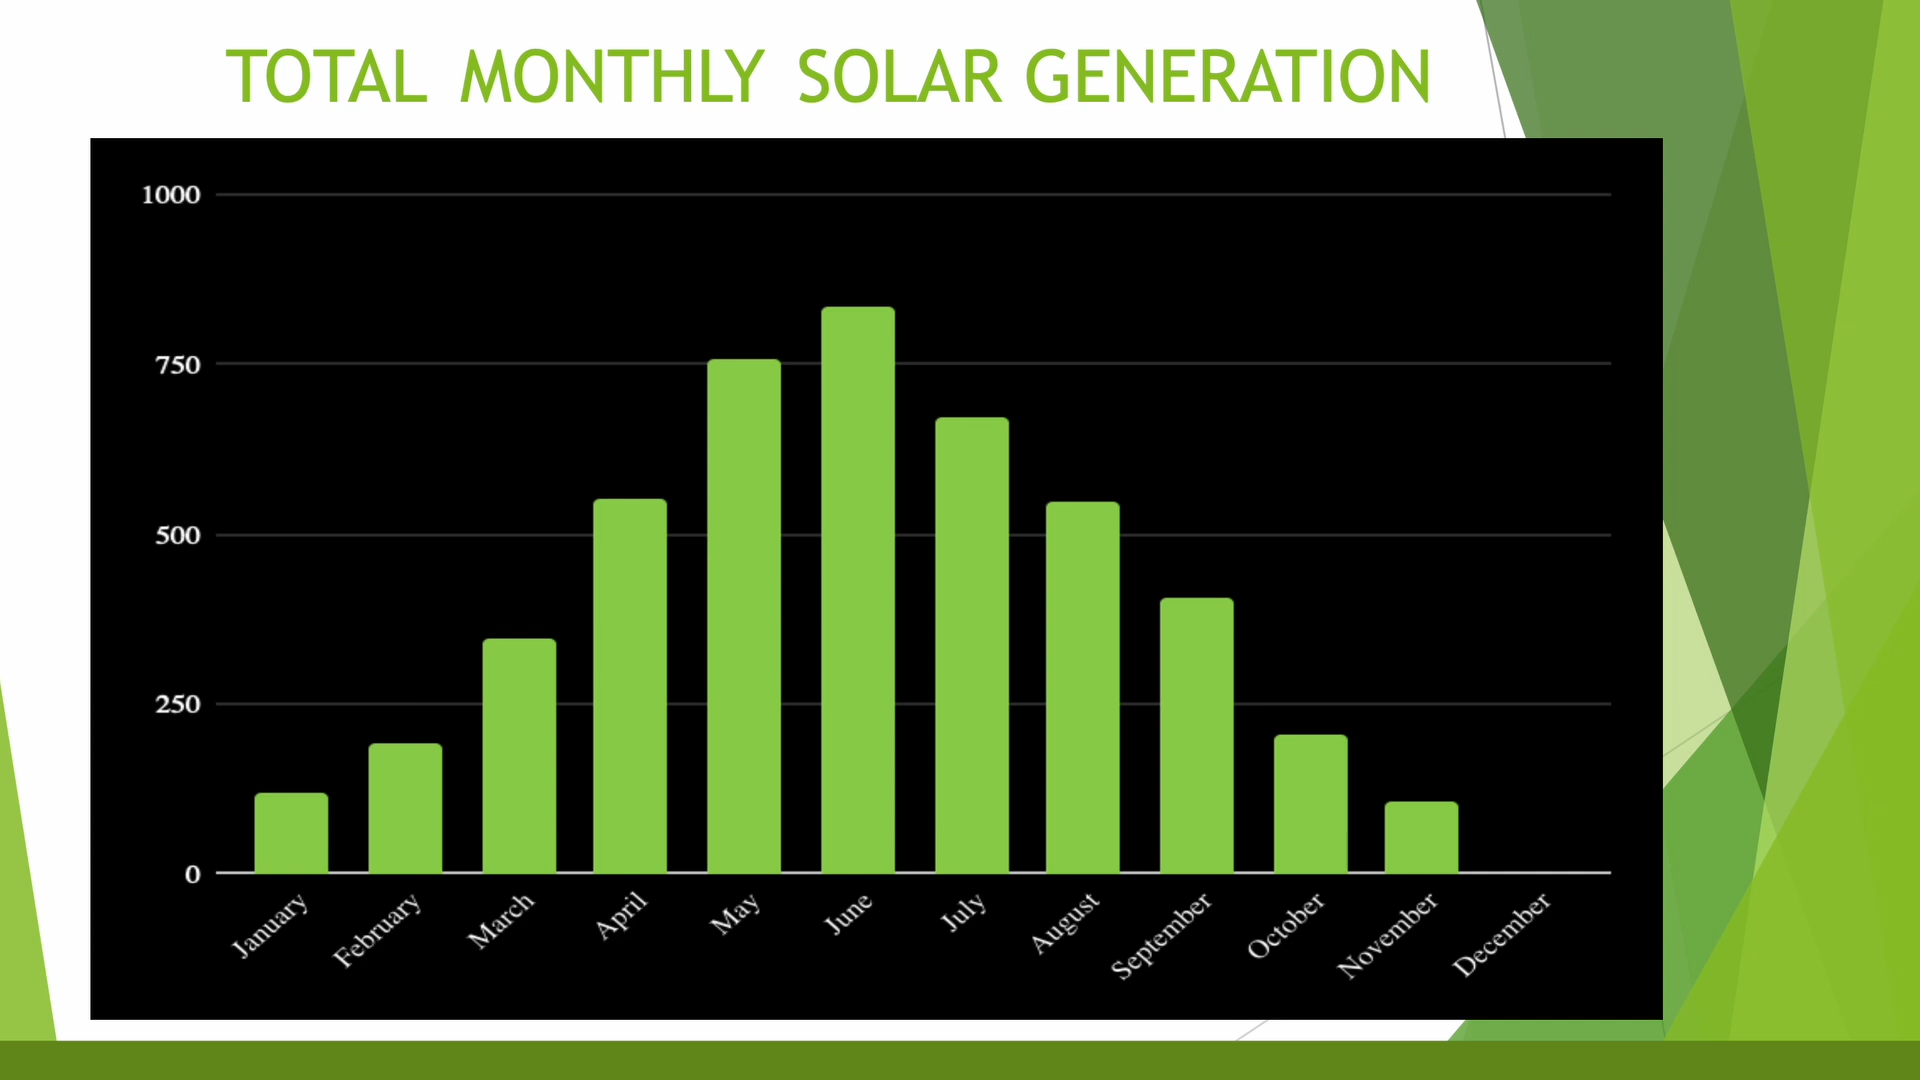 TOTAL MONTHLY SOLAR GENERATION
1000
750
500
250
0
January
February
March
April
May
June
July
August
September
October
November
December